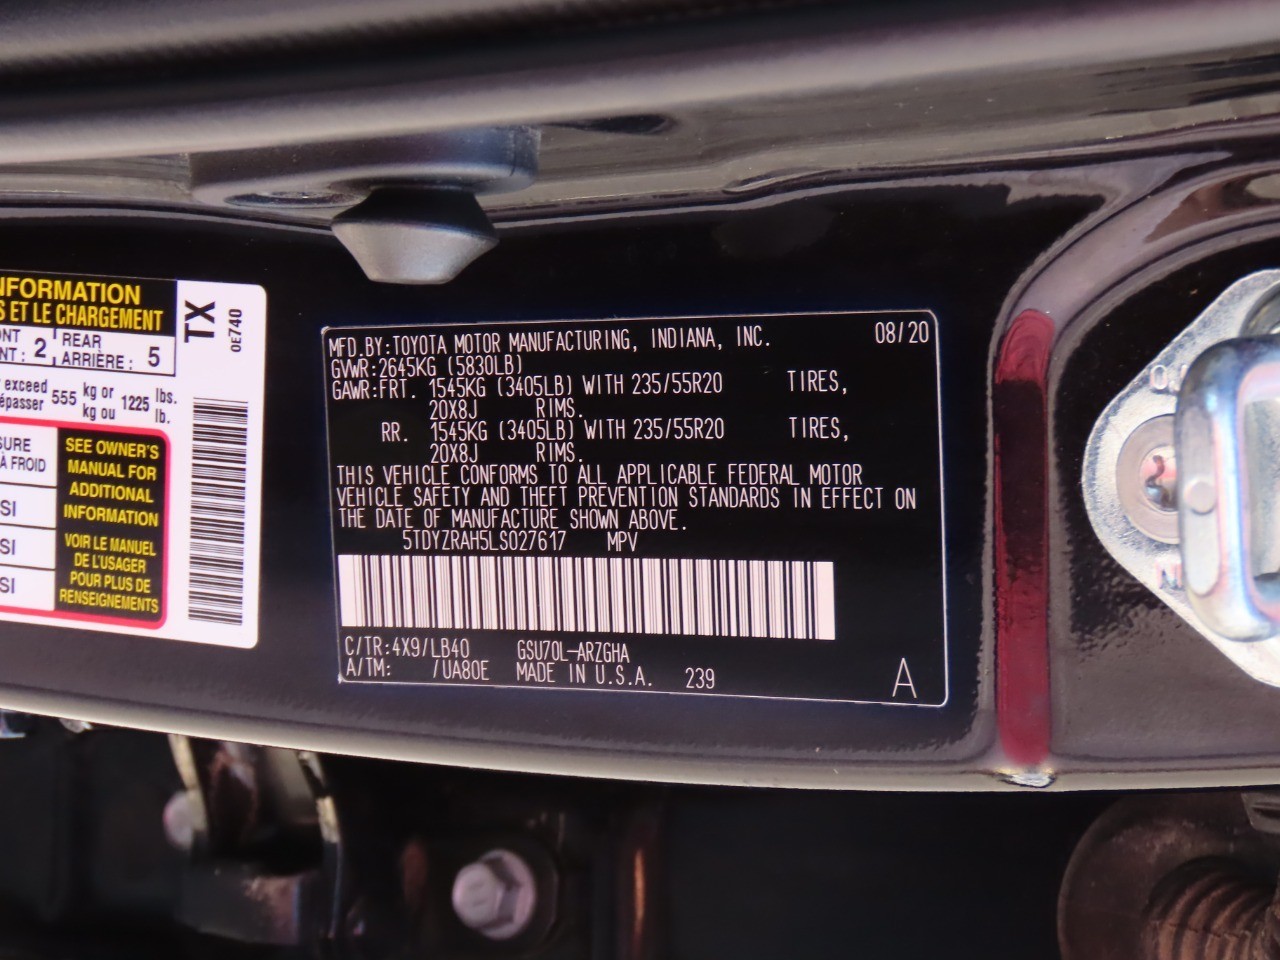 NFORMATION
S ET LE CHARGEMENT
TX
0E740
2
REAR
ARRIÈRE : 5
exceed 555 kg or 1225 lbs.
épasser kg ou lb.
À FROID
SEE OWNER'S
MANUAL FOR
ADDITIONAL
INFORMATION
VOIR LE MANUEL
DE L'USAGER
POUR PLUS DE
RENSEIGNEMENTS
MFD.BY:TOYOTA MOTOR MANUFACTURING, INDIANA, INC. 08/20
GVWR:2645KG (5830LB)
GAWR:FRT. 1545KG (3405LB) WITH 235/55R20 TIRES,
20X8J RIMS.
RR. 1545KG (3405LB) WITH 235/55R20 TIRES,
20X8J RIMS.
THIS VEHICLE CONFORMS TO ALL APPLICABLE FEDERAL MOTOR
VEHICLE SAFETY AND THEFT PREVENTION STANDARDS IN EFFECT ON
THE DATE OF MANUFACTURE SHOWN ABOVE.
5TDYZRAH5LS027617 MPV
C/TR:4X9/LB40 GSU70L-ARZGHA
A/TM: /UA80E MADE IN U.S.A. 239 A